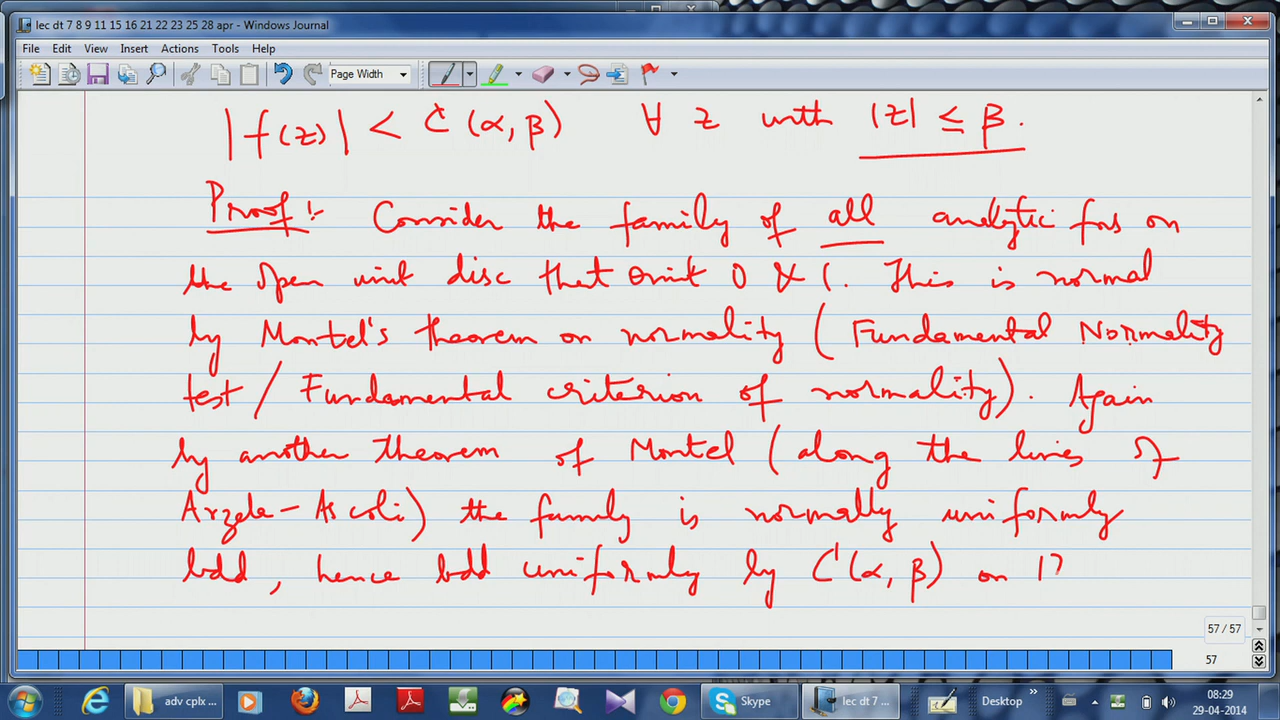 lec dt 7 8 9 11 15 16 21 22 23 25 28 apr - Windows Journal
File Edit View Insert Actions Tools Help
Page Width
|f(z)| < C(α, β) ∀ z with |z| ≤ β.
Proof :- Consider the family of all analytic fns on
the open unit disc that omit 0 & 1. This is normal
by Montel's theorem on normality ( Fundamental Normality
test / Fundamental criterion of normality). Again
by another theorem of Montel (along the lines of
Arzela-Ascoli) the family is normally uniformly
bdd, hence bdd uniformly by C'(α, β) on
57 / 57
57
adv cplx ...
Skype
lec dt 7 ...
Desktop
08:29
29-04-2014